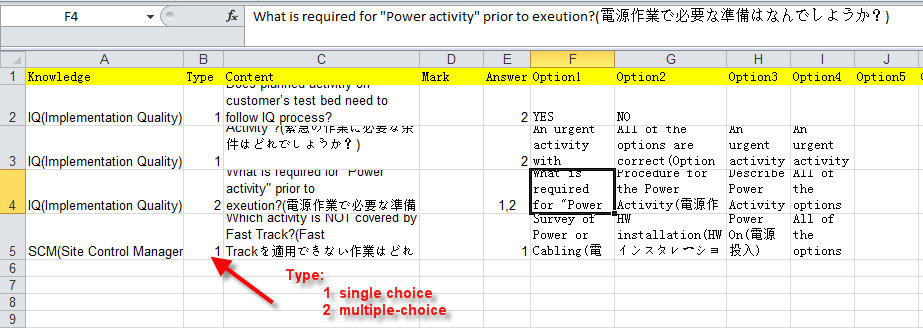 F4 fx What is required for "Power activity" prior to exeution?(電源作業で必要な準備はなんでしようか？)
A B C D E F G H I J
1 Knowledge Type Content Mark Answer Option1 Option2 Option3 Option4 Option5
Does planned activity on
customer's test bed need to
2 IQ(Implementation Quality) 1 follow IQ process? 2 YES NO
Activity ?(緊急の作業に必要な条 An urgent All of the An An
件はどれでしようか？) activity options are urgent urgent
3 IQ(Implementation Quality) 1 2 with correct(Option activity activity
What is required for "Power What is Procedure for Describe All of
activity" prior to required the Power Power the
4 IQ(Implementation Quality) 2 exeution?(電源作業で必要な準備 1,2 for "Power Activity(電源作 Activity options
Which activity is NOT covered by Survey of HW Power All of
Fast Track?(Fast Power or installation(HW On(電源 the
5 SCM(Site Control Manager 1 Trackを適用できない作業はどれ 1 Cabling(電 インスタレーショ 投入) options
6
7
8
9
Type:
1 single choice
2 multiple-choice